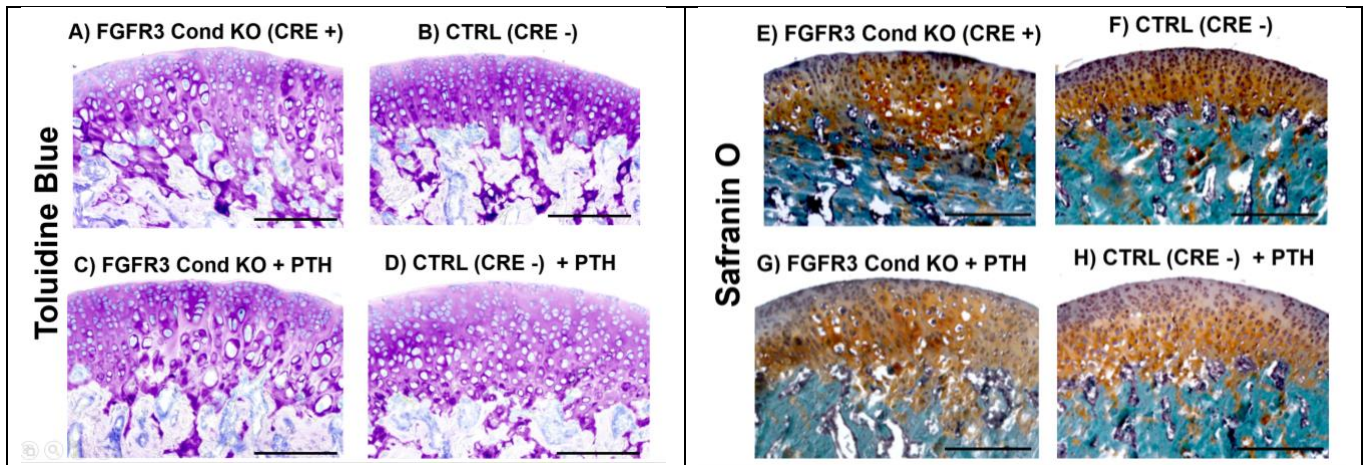 Toluidine Blue
A) FGFR3 Cond KO (CRE +)
B) CTRL (CRE -)
C) FGFR3 Cond KO + PTH
D) CTRL (CRE -) + PTH
Safranin O
E) FGFR3 Cond KO (CRE +)
F) CTRL (CRE -)
G) FGFR3 Cond KO + PTH
H) CTRL (CRE -) + PTH